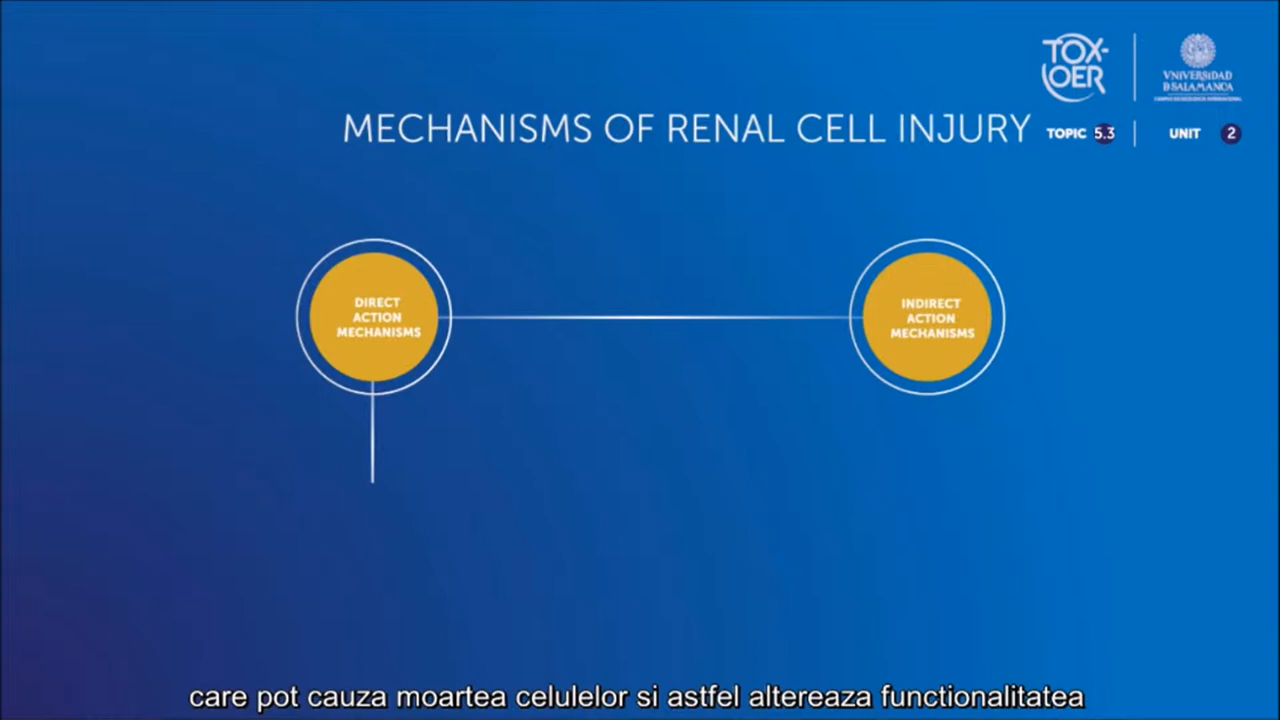 TOX-
OER
VNIVERSIDAD
D SALAMANCA
MECHANISMS OF RENAL CELL INJURY
TOPIC 5.3
UNIT 2
DIRECT
ACTION
MECHANISMS
INDIRECT
ACTION
MECHANISMS
care pot cauza moartea celulelor si astfel altereaza functionalitatea